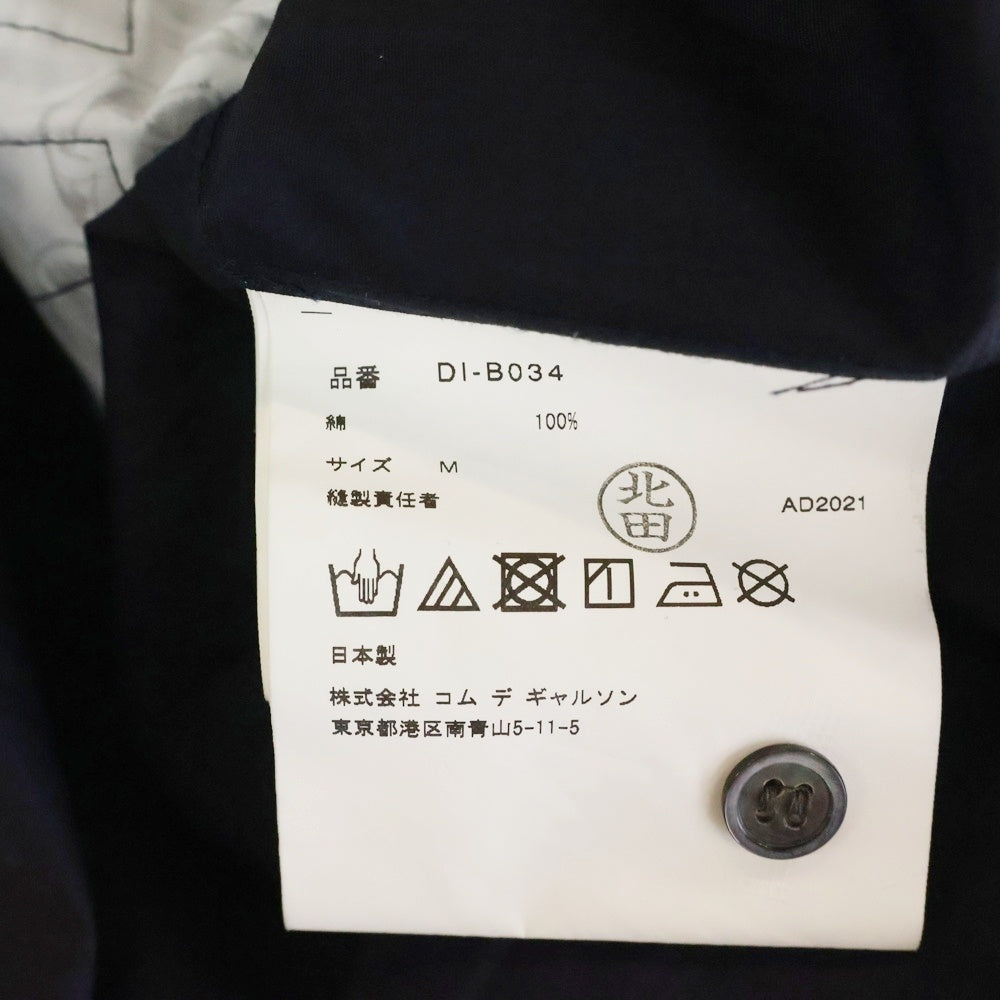 品番 DI-B034
綿 100%
サイズ M
縫製責任者 北田 AD2021
日本製
株式会社 コム デ ギャルソン
東京都港区南青山5-11-5